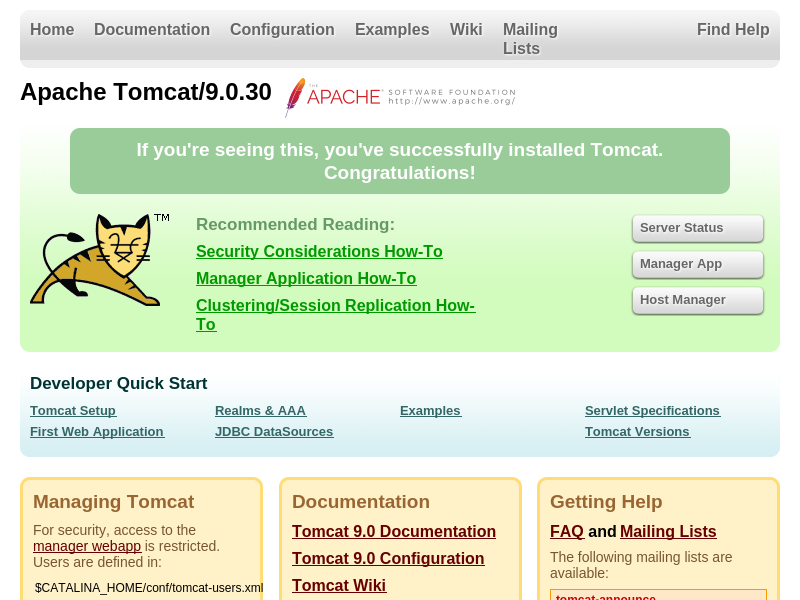 Home Documentation Configuration Examples Wiki Mailing Lists Find Help
Apache Tomcat/9.0.30
THE APACHE SOFTWARE FOUNDATION
http://www.apache.org/
If you're seeing this, you've successfully installed Tomcat.
Congratulations!
TM
Recommended Reading:
Security Considerations How-To
Manager Application How-To
Clustering/Session Replication How-
To
Server Status
Manager App
Host Manager
Developer Quick Start
Tomcat Setup
First Web Application
Realms & AAA
JDBC DataSources
Examples
Servlet Specifications
Tomcat Versions
Managing Tomcat
For security, access to the
manager webapp is restricted.
Users are defined in:
$CATALINA_HOME/conf/tomcat-users.xml
Documentation
Tomcat 9.0 Documentation
Tomcat 9.0 Configuration
Tomcat Wiki
Getting Help
FAQ and Mailing Lists
The following mailing lists are
available:
tomcat-announce